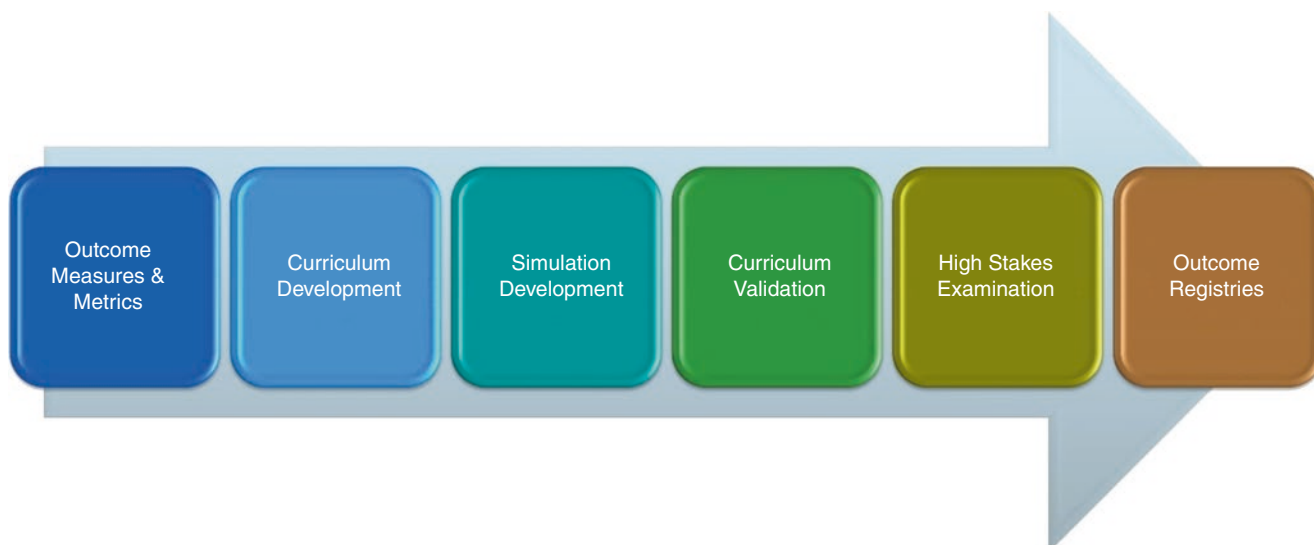 Outcome
Measures &
Metrics
Curriculum
Development
Simulation
Development
Curriculum
Validation
High Stakes
Examination
Outcome
Registries